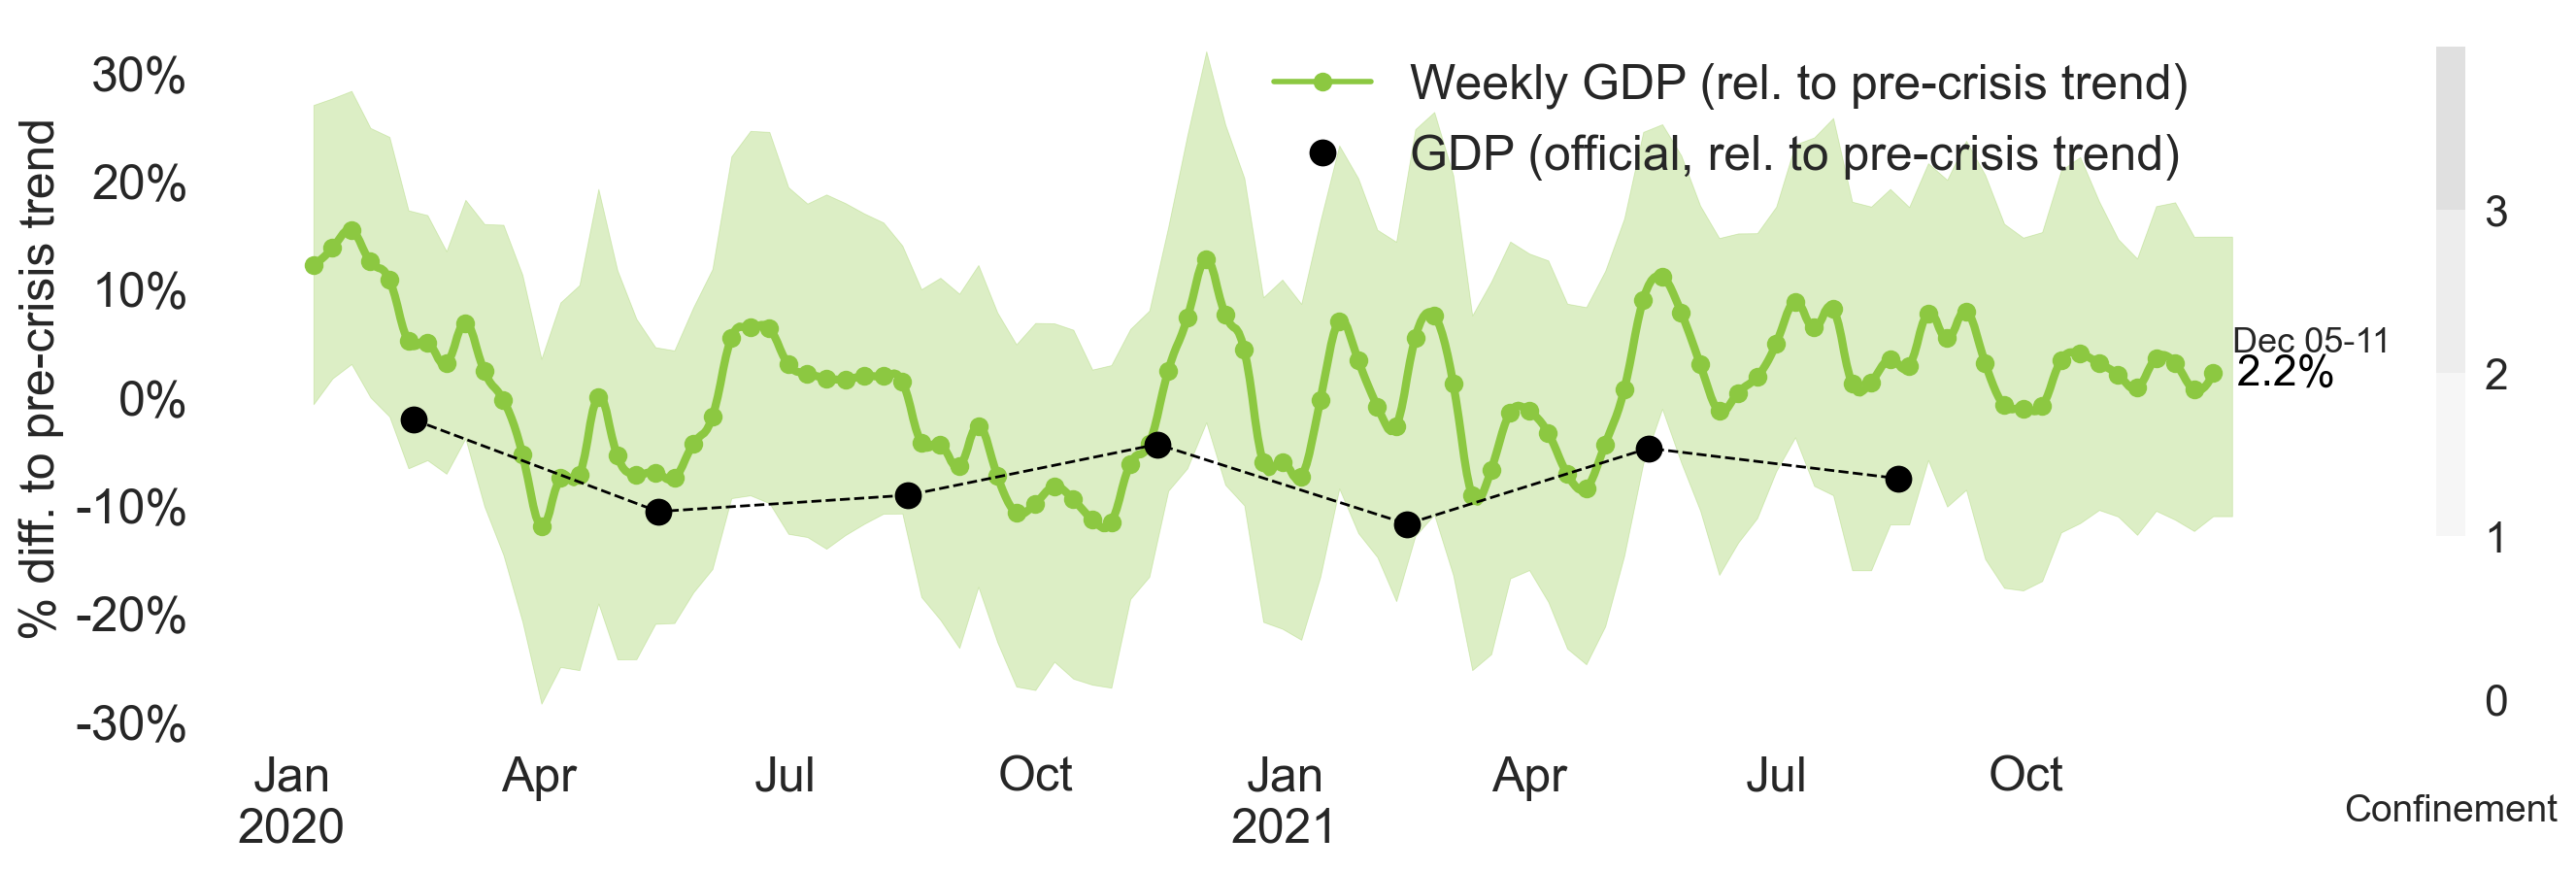 % diff. to pre-crisis trend
30%
20%
10%
0%
-10%
-20%
-30%
Weekly GDP (rel. to pre-crisis trend)
GDP (official, rel. to pre-crisis trend)
Dec 05-11
2.2%
3
2
1
0
Jan Apr Jul Oct Jan Apr Jul Oct
2020 2021
Confinement